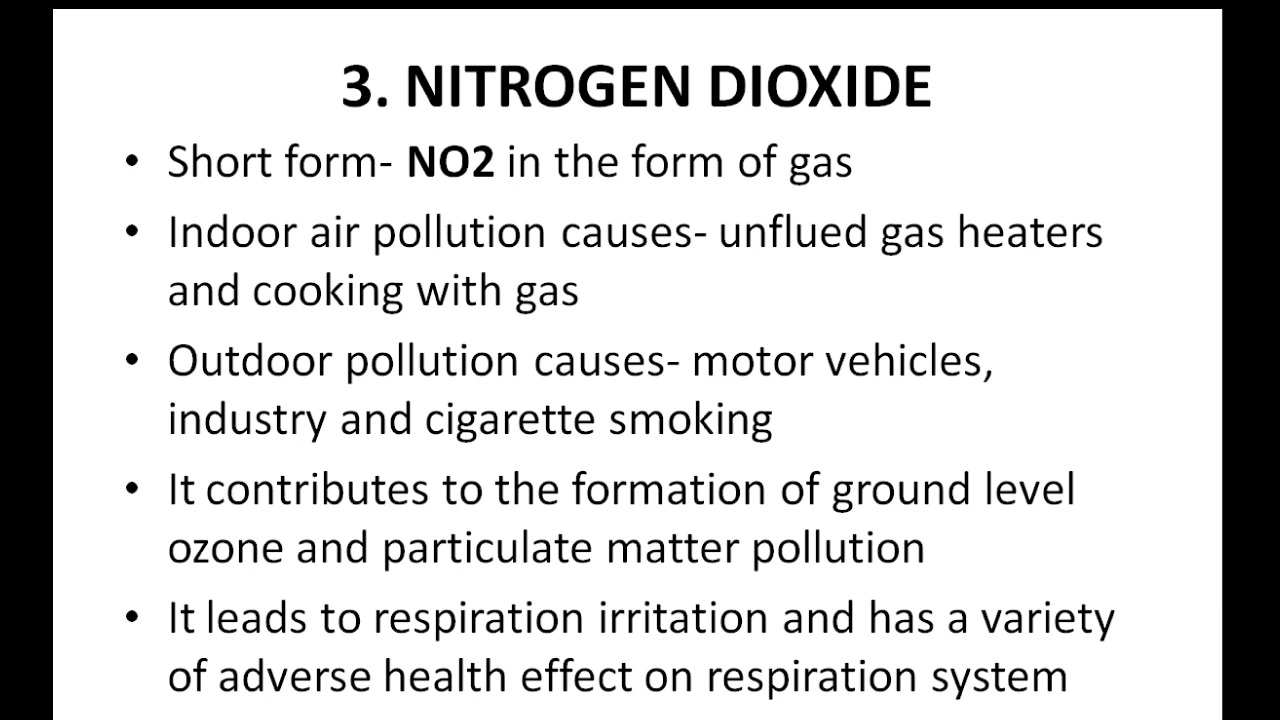 3. NITROGEN DIOXIDE
• Short form- NO2 in the form of gas
• Indoor air pollution causes- unflued gas heaters
and cooking with gas
• Outdoor pollution causes- motor vehicles,
industry and cigarette smoking
• It contributes to the formation of ground level
ozone and particulate matter pollution
• It leads to respiration irritation and has a variety
of adverse health effect on respiration system